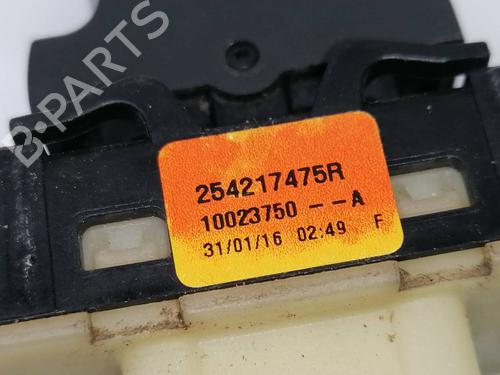 B-PARTS
254217475R
10023750 --A
31/01/16 02:49 F